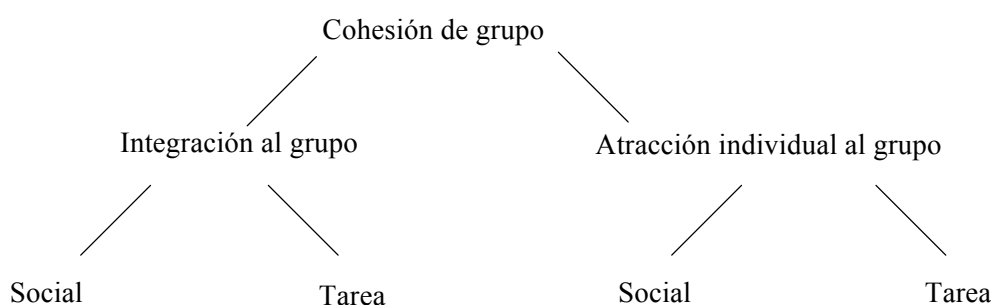 Cohesión de grupo
Integración al grupo
Atracción individual al grupo
Social
Tarea
Social
Tarea